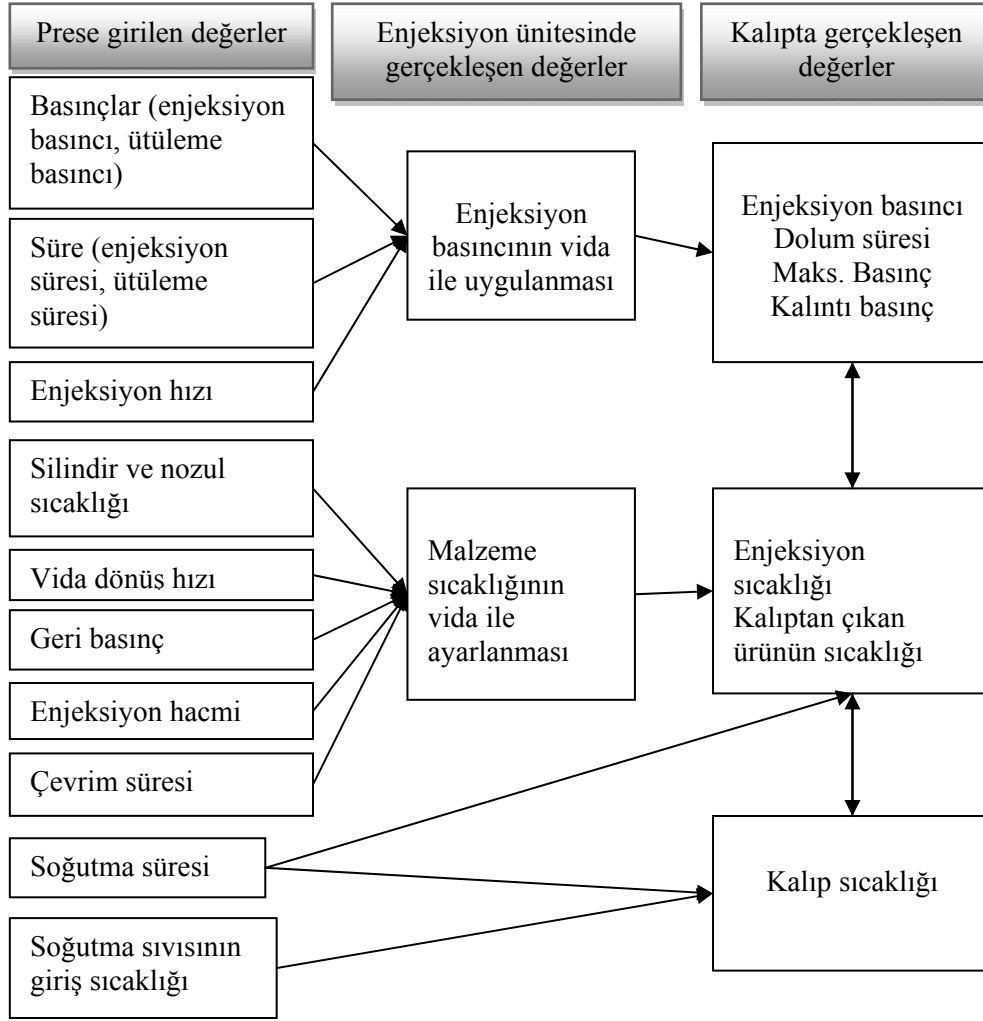 Prese girilen değerler
Enjeksiyon ünitesinde
gerçekleşen değerler
Kalıpta gerçekleşen
değerler
Basınçlar (enjeksiyon
basıncı, ütüleme
basıncı)
Süre (enjeksiyon
süresi, ütüleme
süresi)
Enjeksiyon hızı
Silindir ve nozul
sıcaklığı
Vida dönüş hızı
Geri basınç
Enjeksiyon hacmi
Çevrim süresi
Soğutma süresi
Soğutma sıvısının
giriş sıcaklığı
Enjeksiyon
basıncının vida
ile uygulanması
Malzeme
sıcaklığının
vida ile
ayarlanması
Enjeksiyon basıncı
Dolum süresi
Maks. Basınç
Kalıntı basınç
Enjeksiyon
sıcaklığı
Kalıptan çıkan
ürünün sıcaklığı
Kalıp sıcaklığı